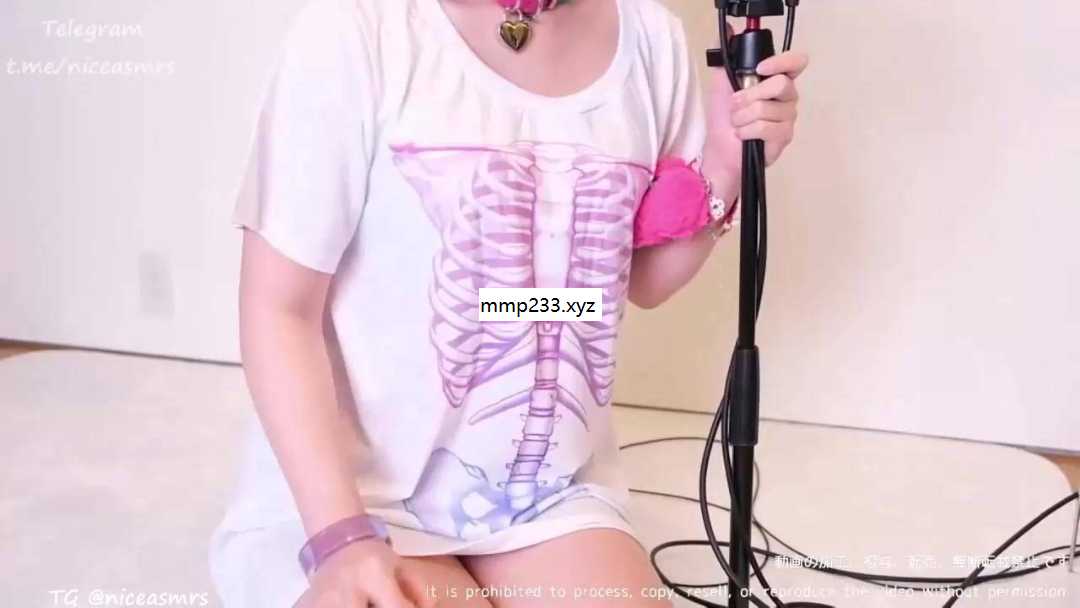 Telegram
t.me/niceasmrs
mmp233.xyz
動画の加工、複写、転売、無断転載禁止です
It is prohibited to process, copy, resell, or reproduce the video without permission
TG @niceasmrs